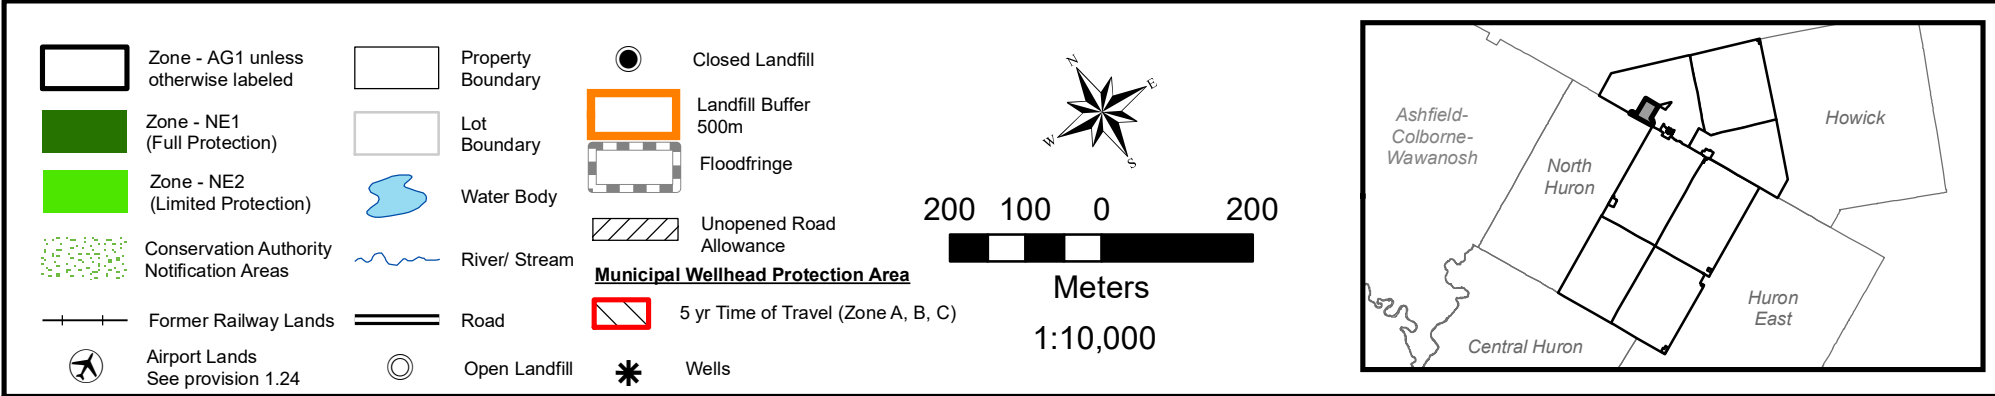 Zone - AG1 unless
otherwise labeled
Zone - NE1
(Full Protection)
Zone - NE2
(Limited Protection)
Conservation Authority
Notification Areas
Former Railway Lands
Airport Lands
See provision 1.24
Property
Boundary
Lot
Boundary
Water Body
River/ Stream
Road
Open Landfill
Closed Landfill
Landfill Buffer
500m
Floodfringe
Unopened Road
Allowance
Municipal Wellhead Protection Area
5 yr Time of Travel (Zone A, B, C)
Wells
N
E
W
S
200 100 0 200
Meters
1:10,000
Ashfield-
Colborne-
Wawanosh
Howick
North
Huron
Huron
East
Central Huron